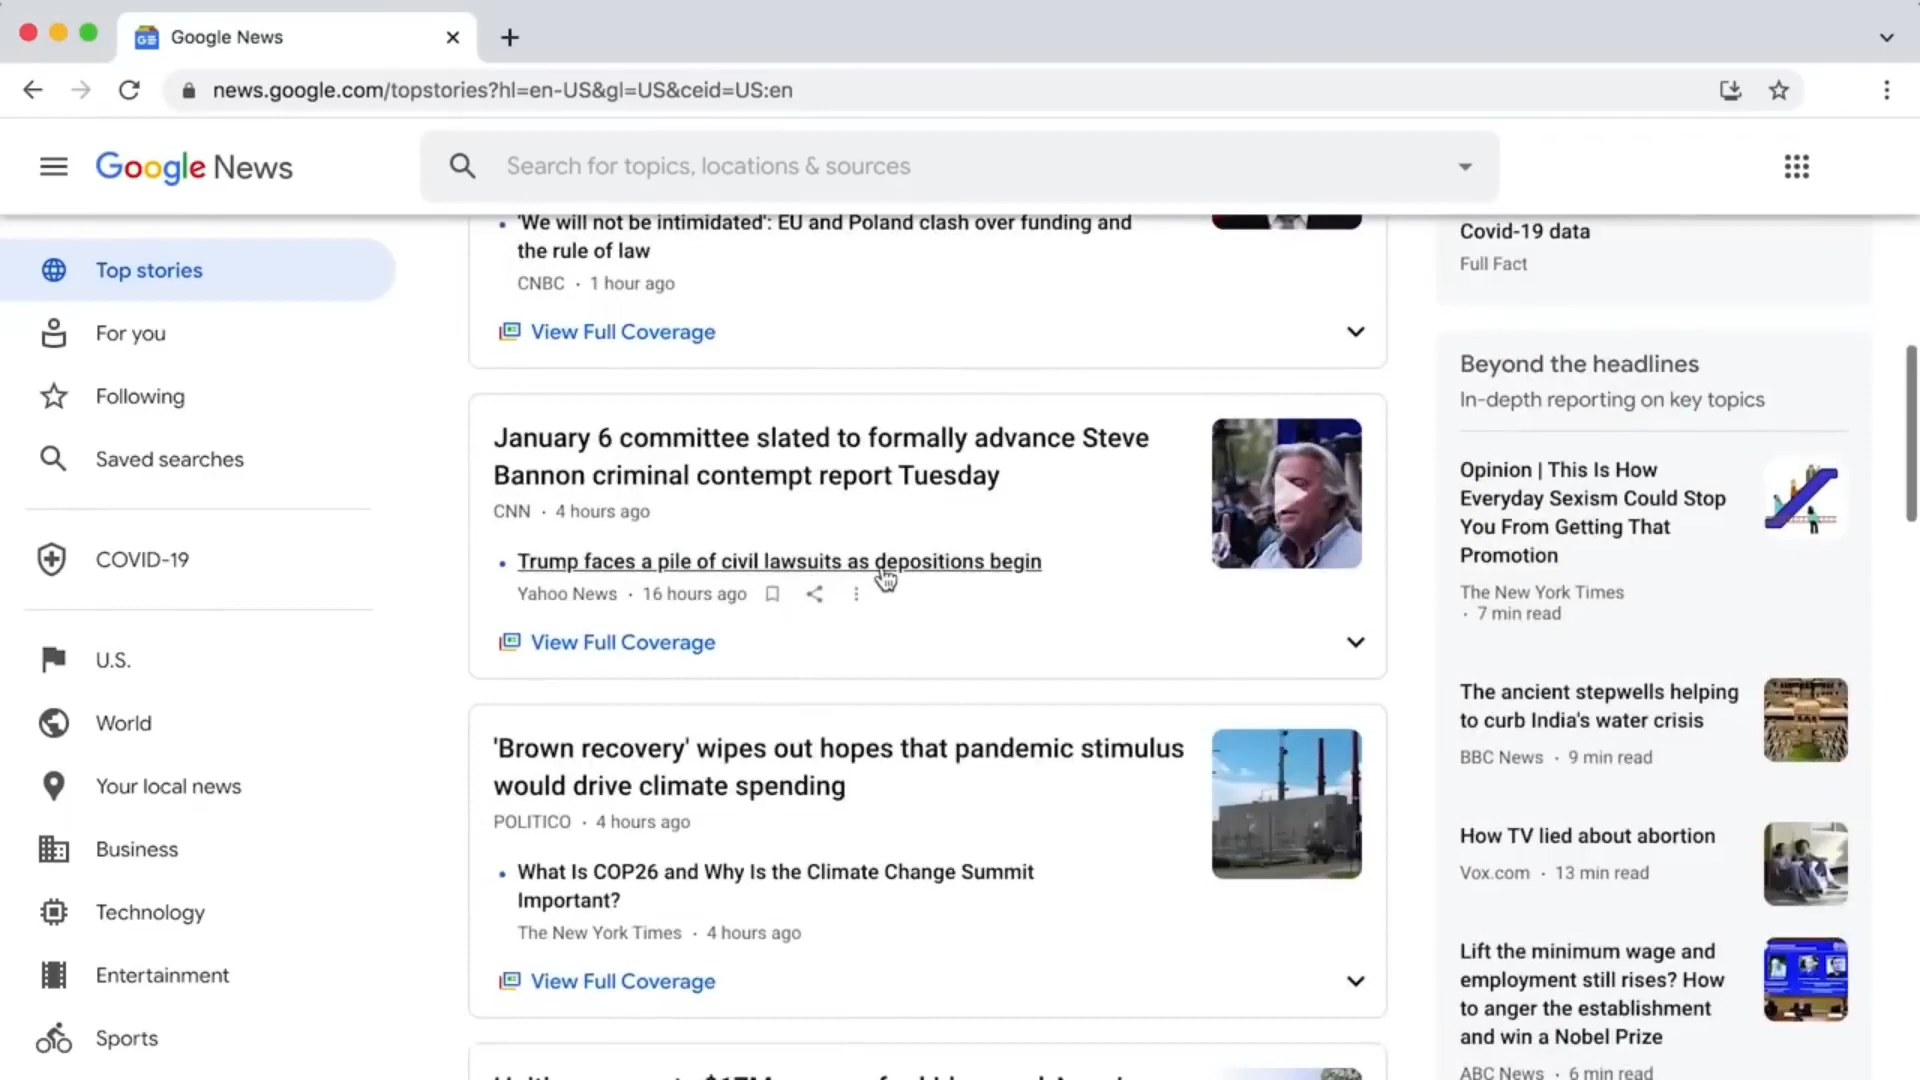 Google News
news.google.com/topstories?hl=en-US&gl=US&ceid=US:en
Google News
Search for topics, locations & sources
Top stories
For you
Following
Saved searches
COVID-19
U.S.
World
Your local news
Business
Technology
Entertainment
Sports
'We will not be intimidated': EU and Poland clash over funding and
the rule of law
CNBC · 1 hour ago
View Full Coverage
January 6 committee slated to formally advance Steve
Bannon criminal contempt report Tuesday
CNN · 4 hours ago
Trump faces a pile of civil lawsuits as depositions begin
Yahoo News · 16 hours ago
View Full Coverage
'Brown recovery' wipes out hopes that pandemic stimulus
would drive climate spending
POLITICO · 4 hours ago
What Is COP26 and Why Is the Climate Change Summit
Important?
The New York Times · 4 hours ago
View Full Coverage
Covid-19 data
Full Fact
Beyond the headlines
In-depth reporting on key topics
Opinion | This Is How
Everyday Sexism Could Stop
You From Getting That
Promotion
The New York Times
· 7 min read
The ancient stepwells helping
to curb India's water crisis
BBC News · 9 min read
How TV lied about abortion
Vox.com · 13 min read
Lift the minimum wage and
employment still rises? How
to anger the establishment
and win a Nobel Prize
ABC News · 6 min read